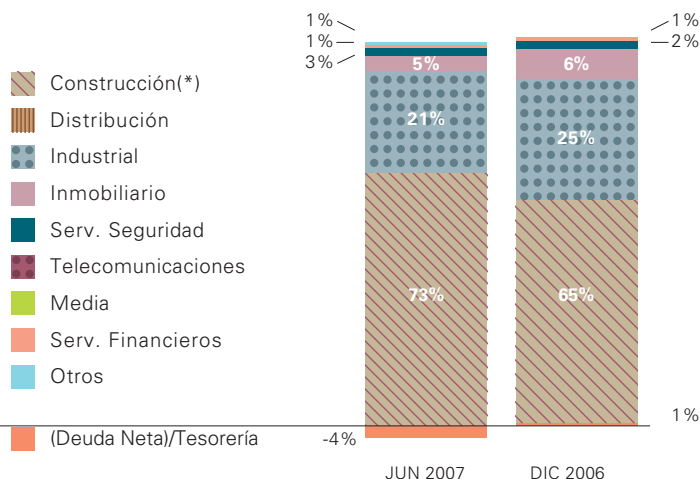 1%
1%
3%
1%
2%
5%
6%
Construcción(*)
Distribución
21%
25%
Industrial
Inmobiliario
Serv. Seguridad
Telecomunicaciones
73%
65%
Media
Serv. Financieros
Otros
1%
(Deuda Neta)/Tesorería
-4%
JUN 2007
DIC 2006